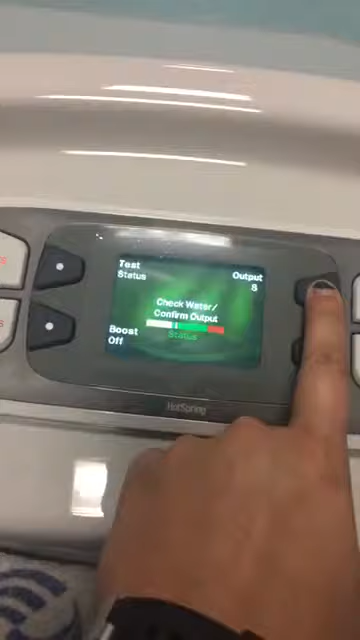 Test
Status
Output
8
Check Water/
Confirm Output
Boost
Off
Status
HotSpring